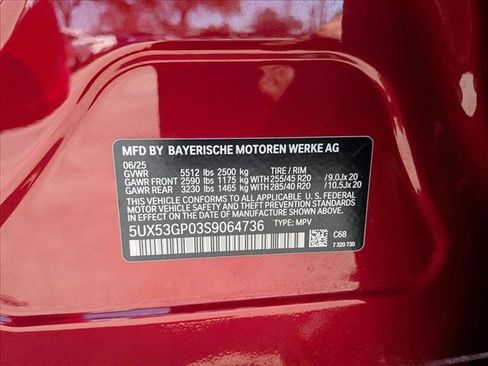 MFD BY BAYERISCHE MOTOREN WERKE AG
06/25
GVWR 5512 lbs 2500 kg TIRE / RIM
GAWR FRONT 2590 lbs 1175 kg WITH 255/45 R20 /9.0Jx 20
GAWR REAR 3230 lbs 1465 kg WITH 285/40 R20 /10.5Jx 20
THIS VEHICLE CONFORMS TO ALL APPLICABLE U.S. FEDERAL
MOTOR VEHICLE SAFETY AND THEFT PREVENTION STANDARDS
IN EFFECT ON THE DATE OF MANUFACTURE SHOWN ABOVE.
5UX53GP03S9064736 TYPE: MPV
C68
7 320 730